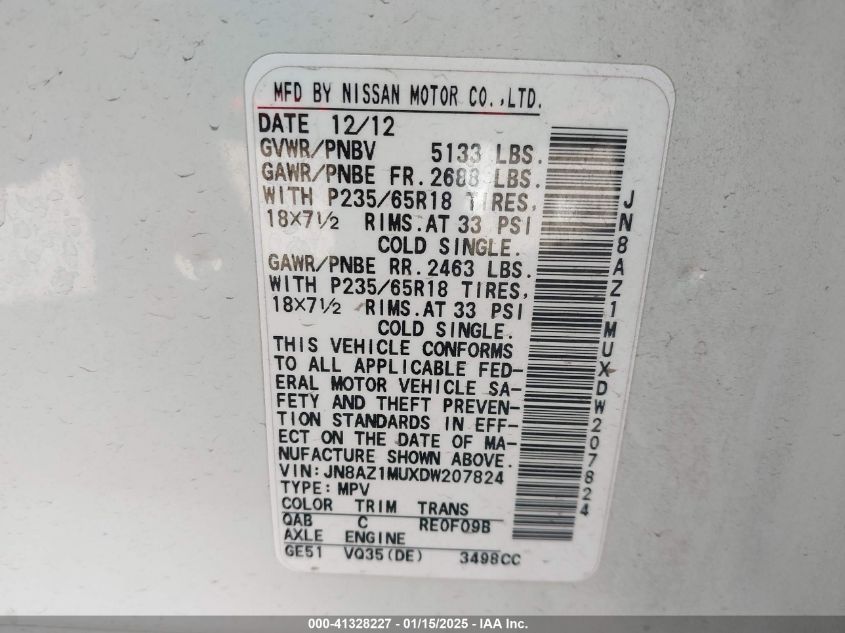 MFD BY NISSAN MOTOR CO.,LTD.
DATE 12/12
GVWR/PNBV 5133 LBS.
GAWR/PNBE FR.2688 LBS.
WITH P235/65R18 TIRES,
18X7½ RIMS.AT 33 PSI
COLD SINGLE.
GAWR/PNBE RR.2463 LBS.
WITH P235/65R18 TIRES,
18X7½ RIMS.AT 33 PSI
COLD SINGLE.
THIS VEHICLE CONFORMS
TO ALL APPLICABLE FED-
ERAL MOTOR VEHICLE SA-
FETY AND THEFT PREVEN-
TION STANDARDS IN EFF-
ECT ON THE DATE OF MA-
NUFACTURE SHOWN ABOVE.
VIN:JN8AZ1MUXDW207824
TYPE:MPV
COLOR TRIM TRANS
QAB C RE0F09B
AXLE ENGINE
GE51 VQ35(DE) 3498CC
JN8AZ1MUXDW207824
000-41328227 - 01/15/2025 - IAA Inc.